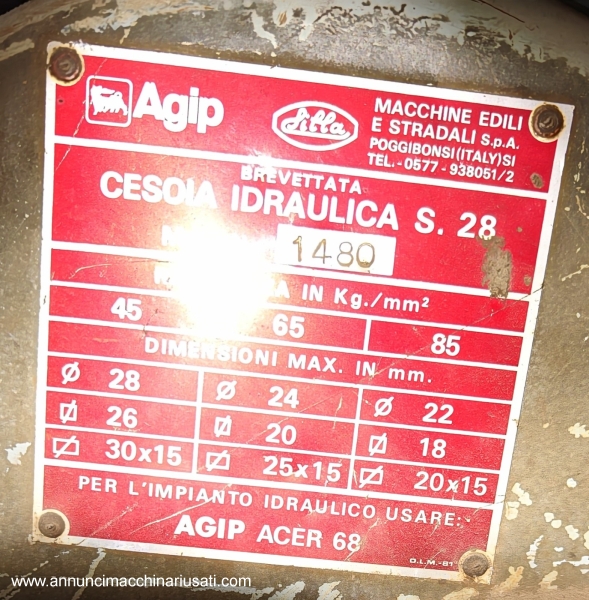 Agip
Silla
MACCHINE EDILI
E STRADALI S.p.A.
POGGIBONSI (ITALY) SI
TEL.-0577-938051/2
BREVETTATA
CESOIA IDRAULICA S. 28
1480
IN Kg./mm²
45 65 85
DIMENSIONI MAX. IN mm.
Ø 28 Ø 24 Ø 22
26 20 18
30x15 25x15 20x15
PER L'IMPIANTO IDRAULICO USARE:-
AGIP ACER 68
O.L.M.-81
www.annuncimacchinariusati.com